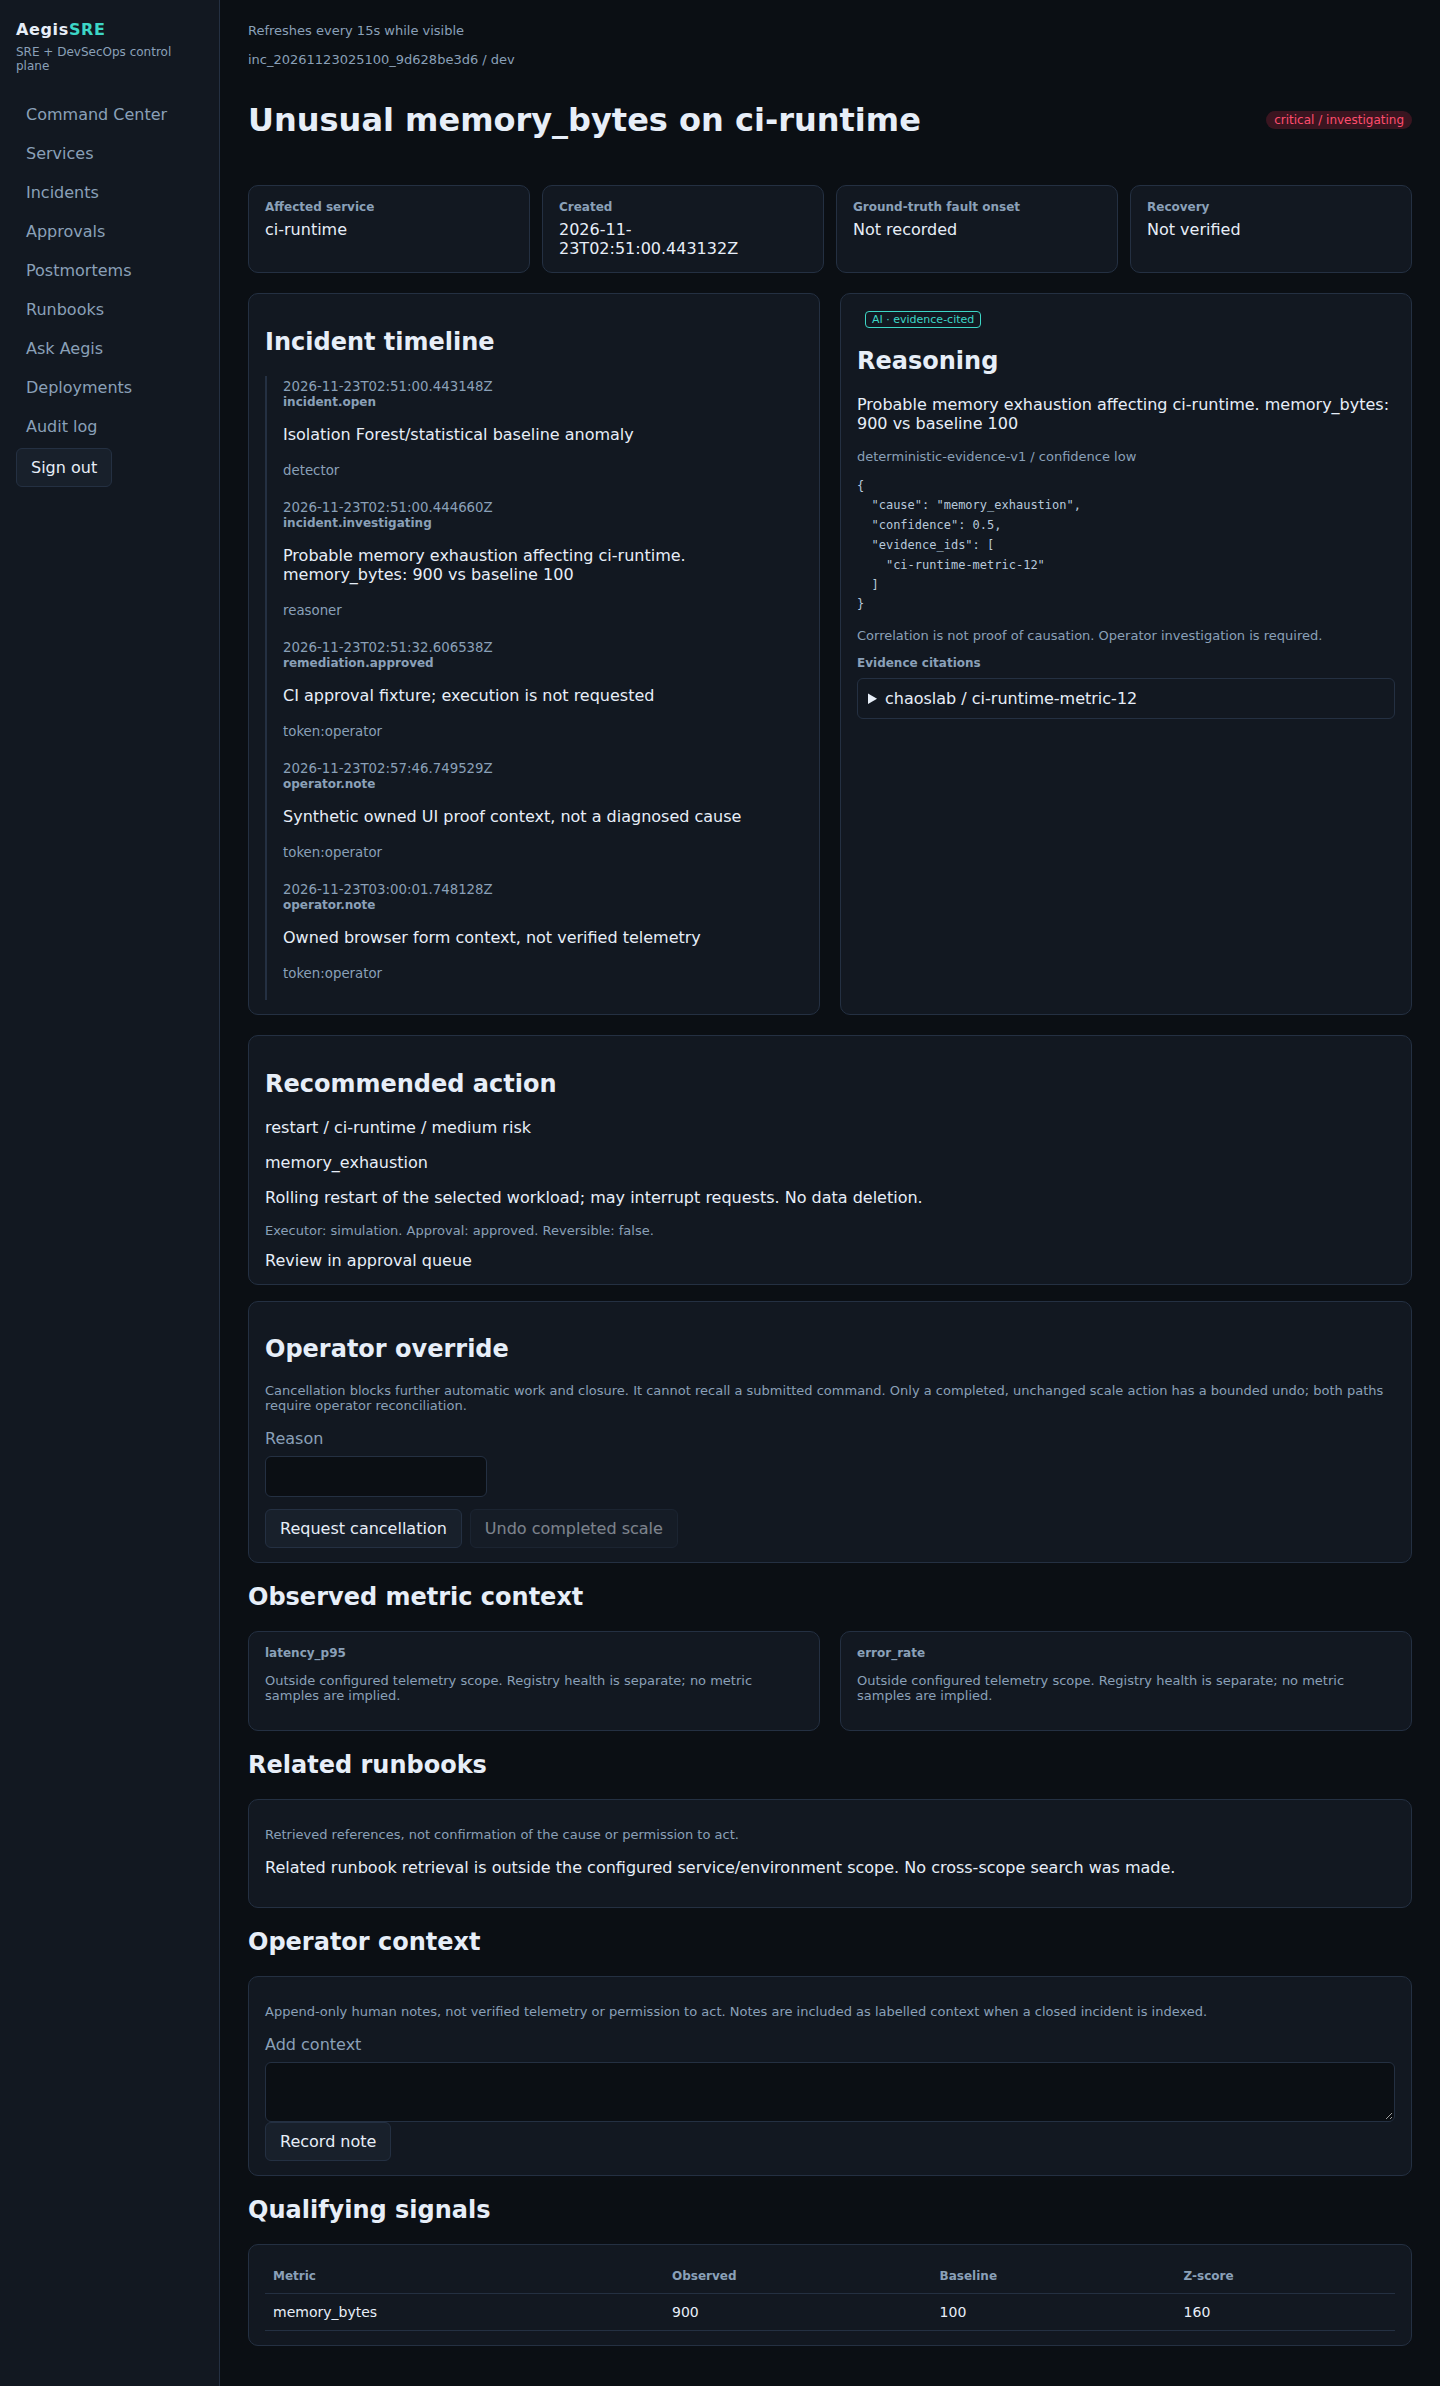 AegisSRE
SRE + DevSecOps control
plane
Command Center
Services
Incidents
Approvals
Postmortems
Runbooks
Ask Aegis
Deployments
Audit log
Sign out
Refreshes every 15s while visible
inc_20261123025100_9d628be3d6 / dev
Unusual memory_bytes on ci-runtime
critical / investigating
Affected service
ci-runtime
Created
2026-11-
23T02:51:00.443132Z
Ground-truth fault onset
Not recorded
Recovery
Not verified
Incident timeline
2026-11-23T02:51:00.443148Z
incident.open
Isolation Forest/statistical baseline anomaly
detector
2026-11-23T02:51:00.444660Z
incident.investigating
Probable memory exhaustion affecting ci-runtime.
memory_bytes: 900 vs baseline 100
reasoner
2026-11-23T02:51:32.606538Z
remediation.approved
CI approval fixture; execution is not requested
token:operator
2026-11-23T02:57:46.749529Z
operator.note
Synthetic owned UI proof context, not a diagnosed cause
token:operator
2026-11-23T03:00:01.748128Z
operator.note
Owned browser form context, not verified telemetry
token:operator
AI · evidence-cited
Reasoning
Probable memory exhaustion affecting ci-runtime. memory_bytes:
900 vs baseline 100
deterministic-evidence-v1 / confidence low
{
  "cause": "memory_exhaustion",
  "confidence": 0.5,
  "evidence_ids": [
    "ci-runtime-metric-12"
  ]
}
Correlation is not proof of causation. Operator investigation is required.
Evidence citations
▶ chaoslab / ci-runtime-metric-12
Recommended action
restart / ci-runtime / medium risk
memory_exhaustion
Rolling restart of the selected workload; may interrupt requests. No data deletion.
Executor: simulation. Approval: approved. Reversible: false.
Review in approval queue
Operator override
Cancellation blocks further automatic work and closure. It cannot recall a submitted command. Only a completed, unchanged scale action has a bounded undo; both paths
require operator reconciliation.
Reason
Request cancellation
Undo completed scale
Observed metric context
latency_p95
Outside configured telemetry scope. Registry health is separate; no metric
samples are implied.
error_rate
Outside configured telemetry scope. Registry health is separate; no metric
samples are implied.
Related runbooks
Retrieved references, not confirmation of the cause or permission to act.
Related runbook retrieval is outside the configured service/environment scope. No cross-scope search was made.
Operator context
Append-only human notes, not verified telemetry or permission to act. Notes are included as labelled context when a closed incident is indexed.
Add context
Record note
Qualifying signals
Metric Observed Baseline Z-score
memory_bytes 900 100 160